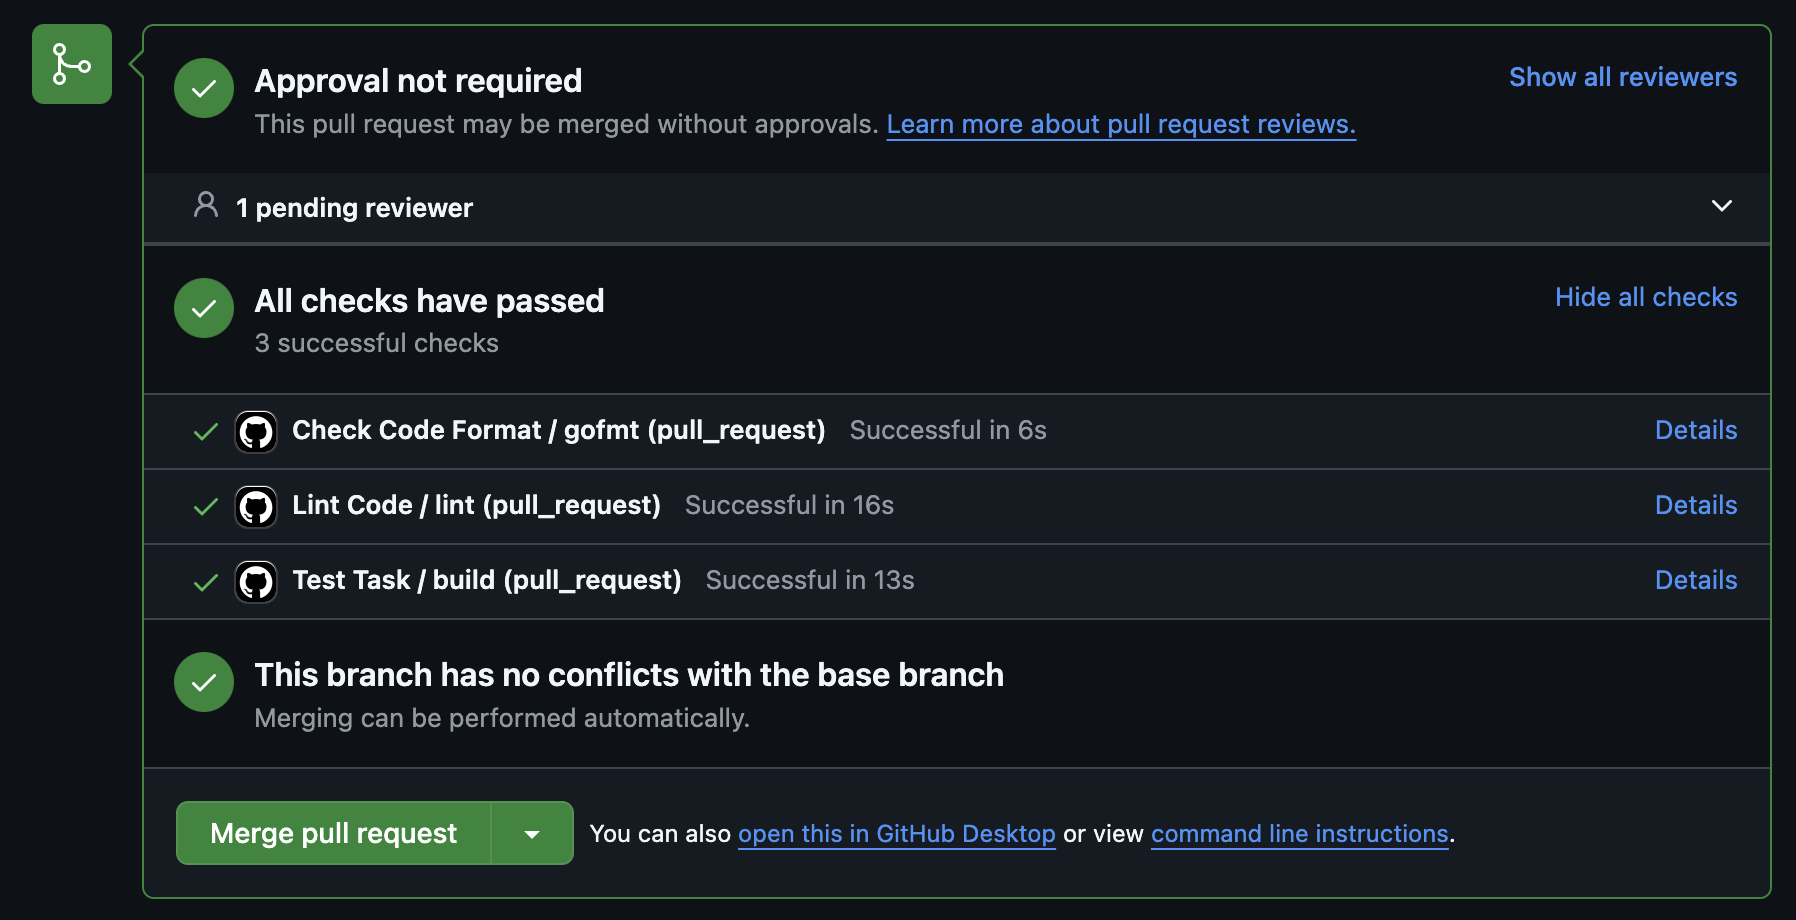 Approval not required
Show all reviewers
This pull request may be merged without approvals. Learn more about pull request reviews.
1 pending reviewer
All checks have passed
Hide all checks
3 successful checks
Check Code Format / gofmt (pull_request) Successful in 6s Details
Lint Code / lint (pull_request) Successful in 16s Details
Test Task / build (pull_request) Successful in 13s Details
This branch has no conflicts with the base branch
Merging can be performed automatically.
Merge pull request You can also open this in GitHub Desktop or view command line instructions.